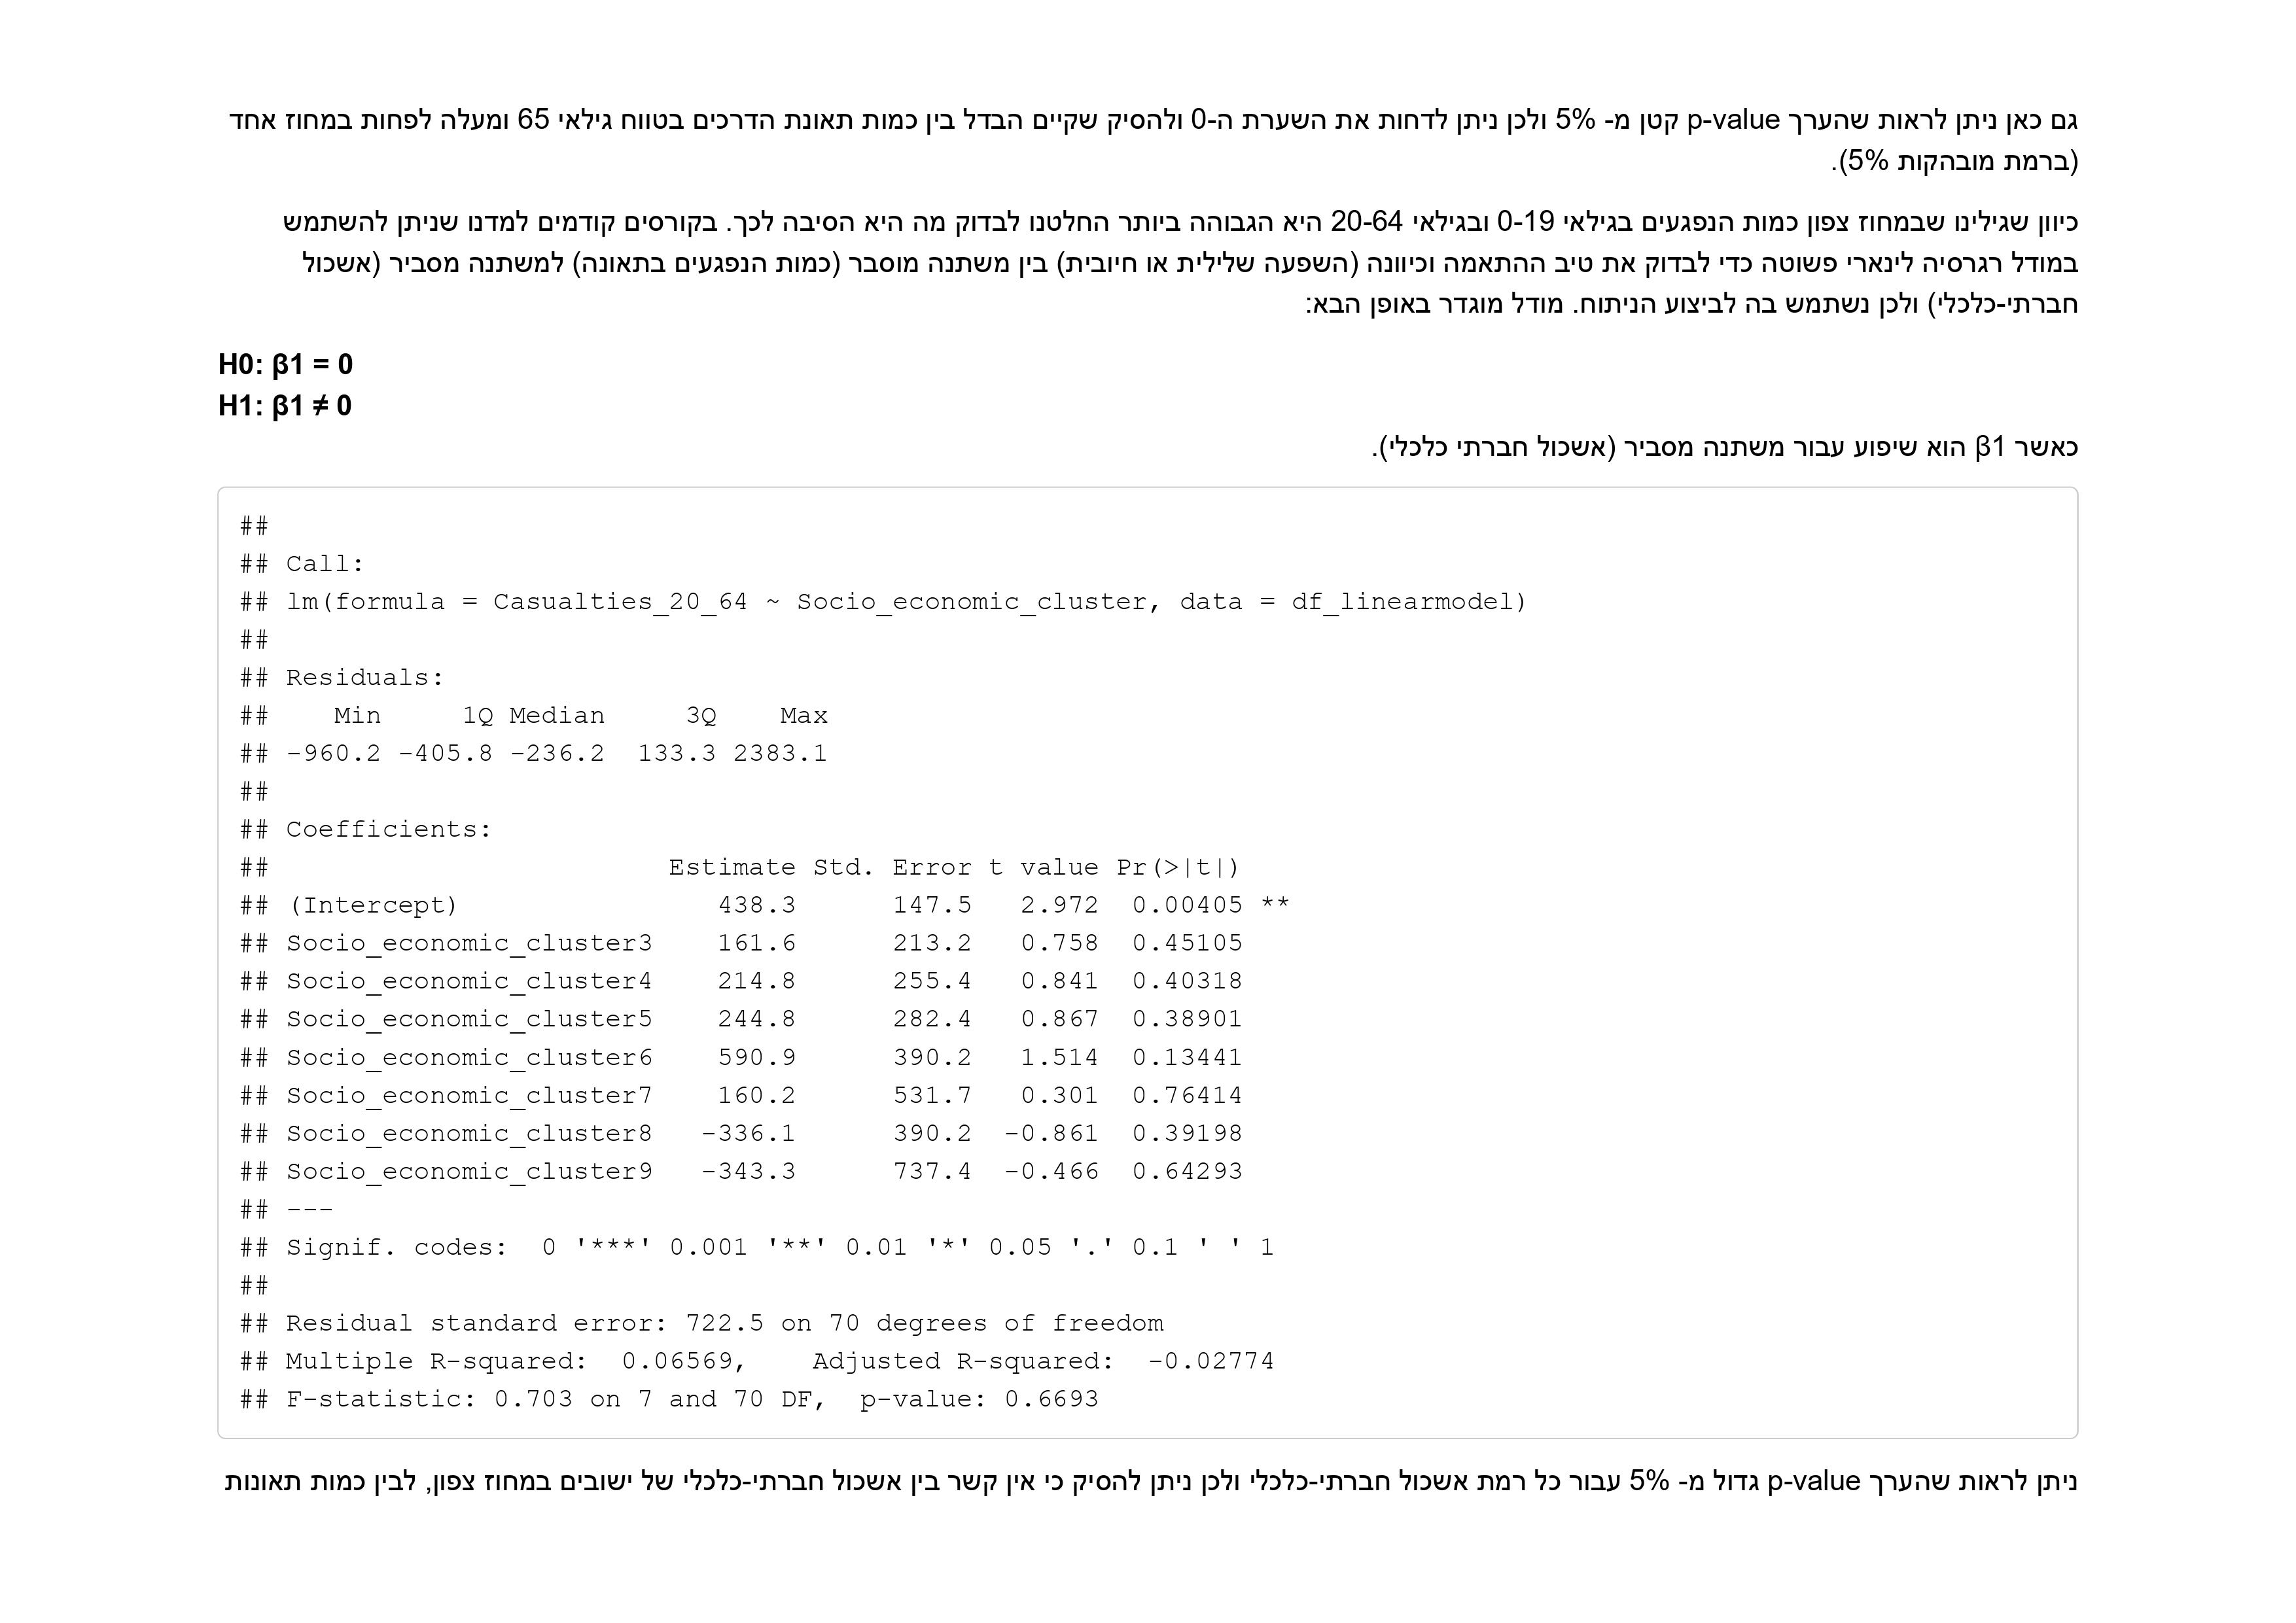 גם כאן ניתן לראות שהערך p-value קטן מ- 5% ולכן ניתן לדחות את השערת ה-0 ולהסיק שקיים הבדל בין כמות תאונת הדרכים בטווח גילאי 65 ומעלה לפחות במחוז אחד
(ברמת מובהקות 5%).
כיוון שגילינו שבמחוז צפון כמות הנפגעים בגילאי 0-19 ובגילאי 20-64 היא הגבוהה ביותר החלטנו לבדוק מה היא הסיבה לכך. בקורסים קודמים למדנו שניתן להשתמש
במודל רגרסיה לינארי פשוטה כדי לבדוק את טיב ההתאמה וכיוונה (השפעה שלילית או חיובית) בין משתנה מוסבר (כמות הנפגעים בתאונה) למשתנה מסביר (אשכול
חברתי-כלכלי) ולכן נשתמש בה לביצוע הניתוח. מודל מוגדר באופן הבא:
H0: β1 = 0
H1: β1 ≠ 0
כאשר β1 הוא שיפוע עבור משתנה מסביר (אשכול חברתי כלכלי).
##
## Call:
## lm(formula = Casualties_20_64 ~ Socio_economic_cluster, data = df_linearmodel)
##
## Residuals:
##    Min     1Q Median     3Q    Max
## -960.2 -405.8 -236.2  133.3 2383.1
##
## Coefficients:
##                         Estimate Std. Error t value Pr(>|t|)
## (Intercept)                438.3      147.5   2.972  0.00405 **
## Socio_economic_cluster3    161.6      213.2   0.758  0.45105
## Socio_economic_cluster4    214.8      255.4   0.841  0.40318
## Socio_economic_cluster5    244.8      282.4   0.867  0.38901
## Socio_economic_cluster6    590.9      390.2   1.514  0.13441
## Socio_economic_cluster7    160.2      531.7   0.301  0.76414
## Socio_economic_cluster8   -336.1      390.2  -0.861  0.39198
## Socio_economic_cluster9   -343.3      737.4  -0.466  0.64293
## ---
## Signif. codes:  0 '***' 0.001 '**' 0.01 '*' 0.05 '.' 0.1 ' ' 1
##
## Residual standard error: 722.5 on 70 degrees of freedom
## Multiple R-squared:  0.06569,    Adjusted R-squared:  -0.02774
## F-statistic: 0.703 on 7 and 70 DF,  p-value: 0.6693
ניתן לראות שהערך p-value גדול מ- 5% עבור כל רמת אשכול חברתי-כלכלי ולכן ניתן להסיק כי אין קשר בין אשכול חברתי-כלכלי של ישובים במחוז צפון, לבין כמות תאונות